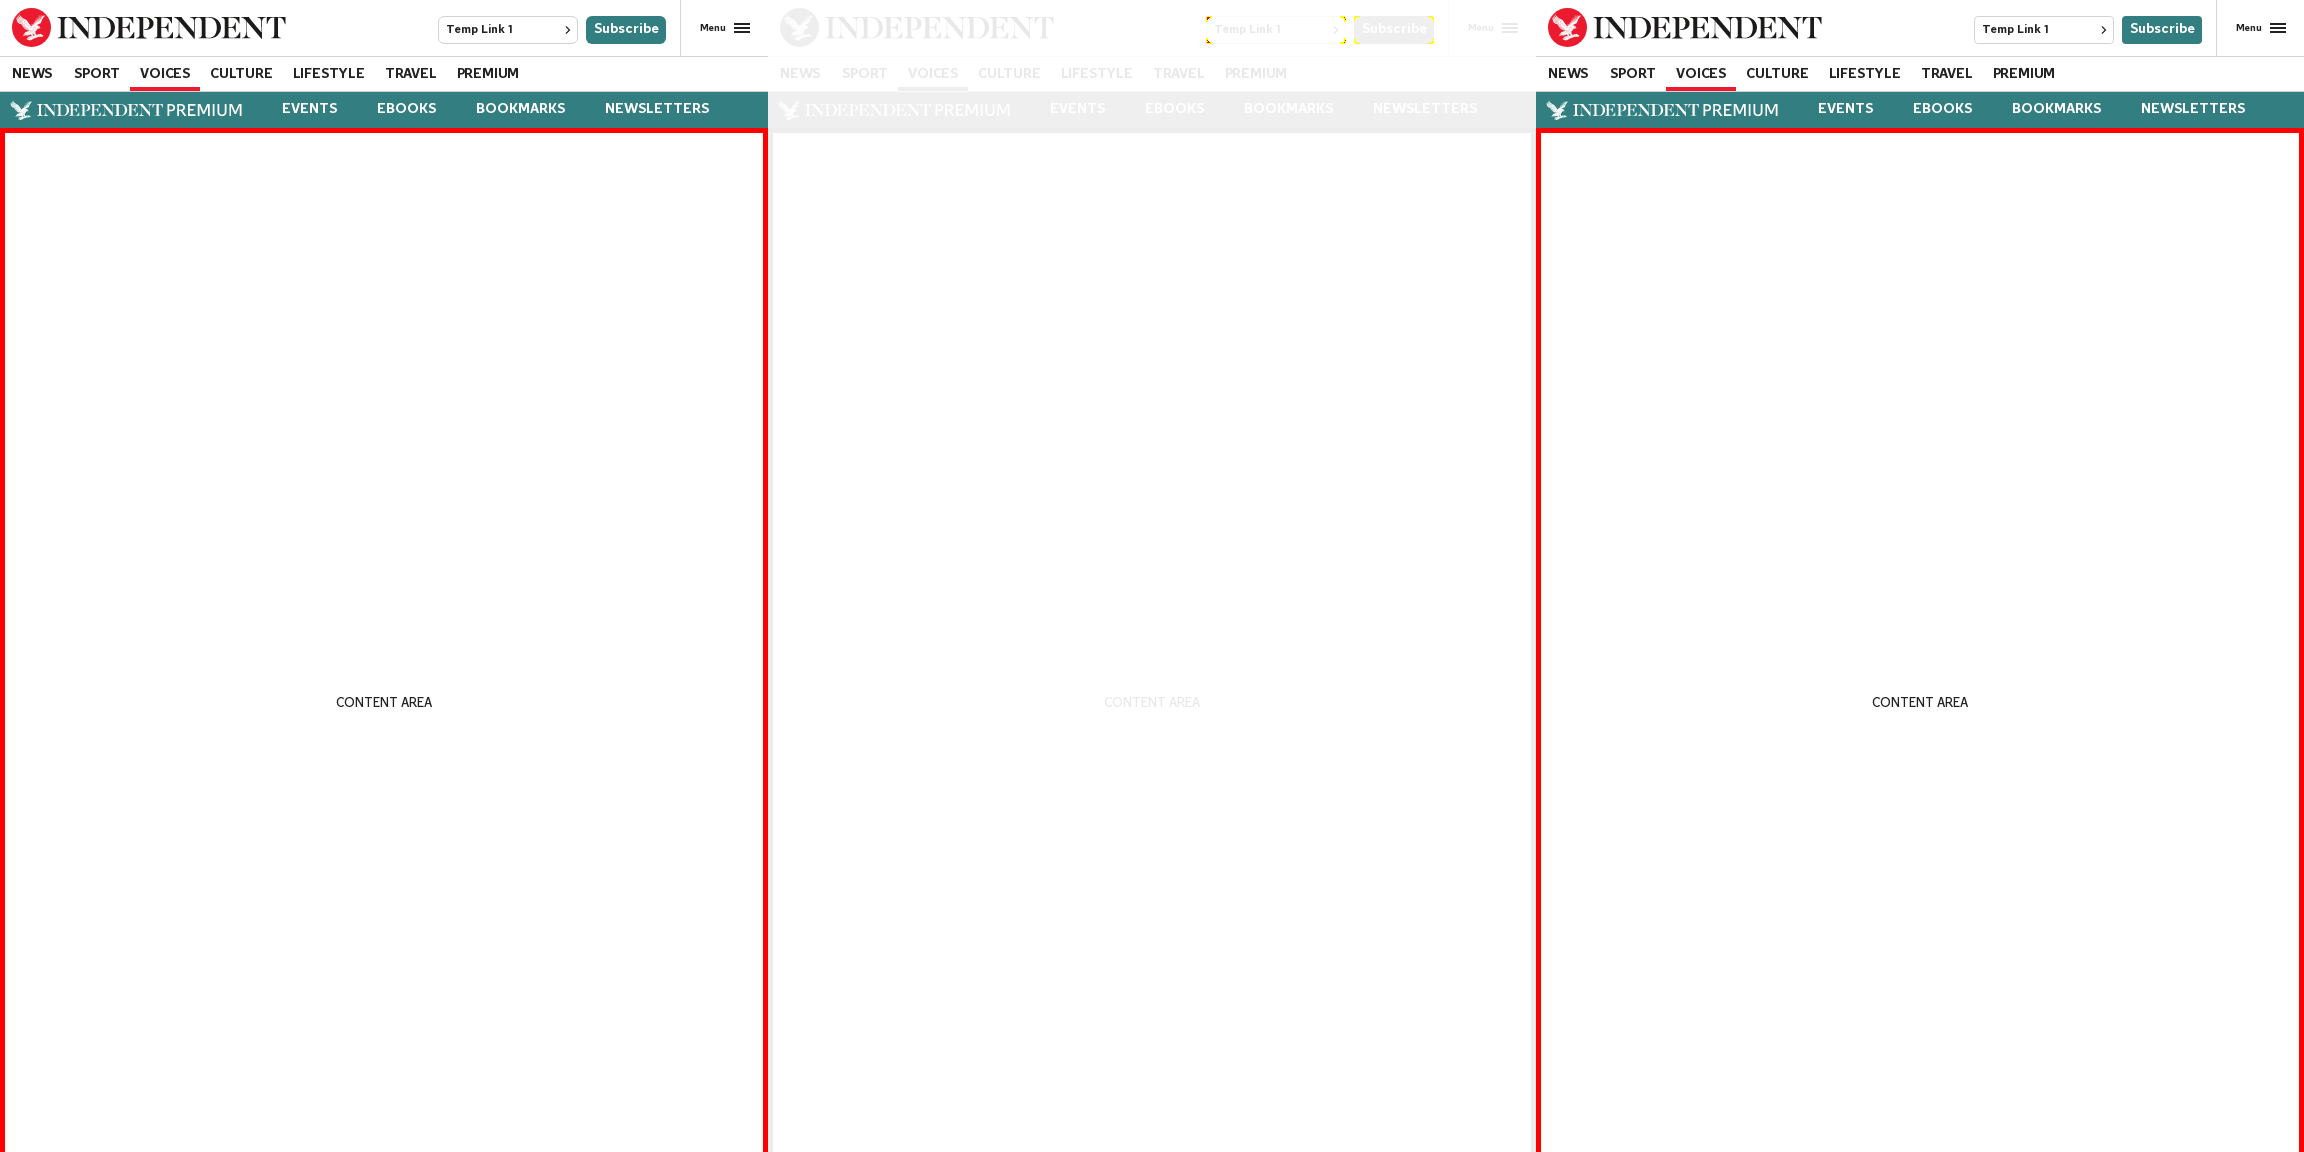 INDEPENDENT Temp Link 1 Subscribe Menu
NEWS SPORT VOICES CULTURE LIFESTYLE TRAVEL PREMIUM
INDEPENDENT PREMIUM EVENTS EBOOKS BOOKMARKS NEWSLETTERS
CONTENT AREA
INDEPENDENT Temp Link 1 Subscribe Menu
NEWS SPORT VOICES CULTURE LIFESTYLE TRAVEL PREMIUM
INDEPENDENT PREMIUM EVENTS EBOOKS BOOKMARKS NEWSLETTERS
CONTENT AREA
INDEPENDENT Temp Link 1 Subscribe Menu
NEWS SPORT VOICES CULTURE LIFESTYLE TRAVEL PREMIUM
INDEPENDENT PREMIUM EVENTS EBOOKS BOOKMARKS NEWSLETTERS
CONTENT AREA